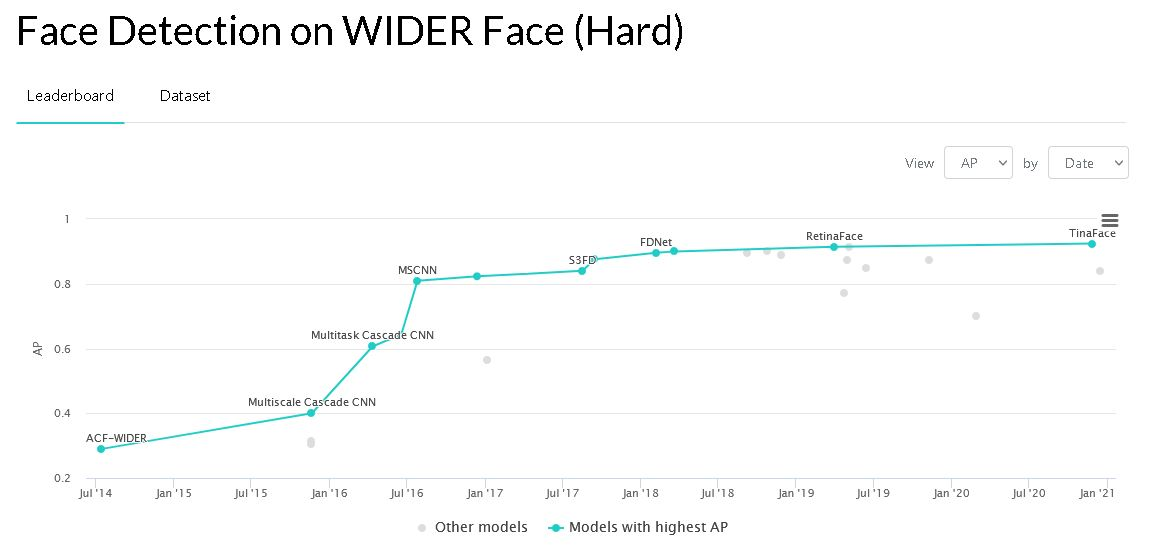 Face Detection on WIDER Face (Hard)
Leaderboard Dataset
View AP by Date
1
TinaFace
RetinaFace
FDNet
S3FD
MSCNN
0.8
Multitask Cascade CNN
AP
0.6
Multiscale Cascade CNN
0.4
ACF-WIDER
0.2
Jul '14 Jan '15 Jul '15 Jan '16 Jul '16 Jan '17 Jul '17 Jan '18 Jul '18 Jan '19 Jul '19 Jan '20 Jul '20 Jan '21
Other models Models with highest AP